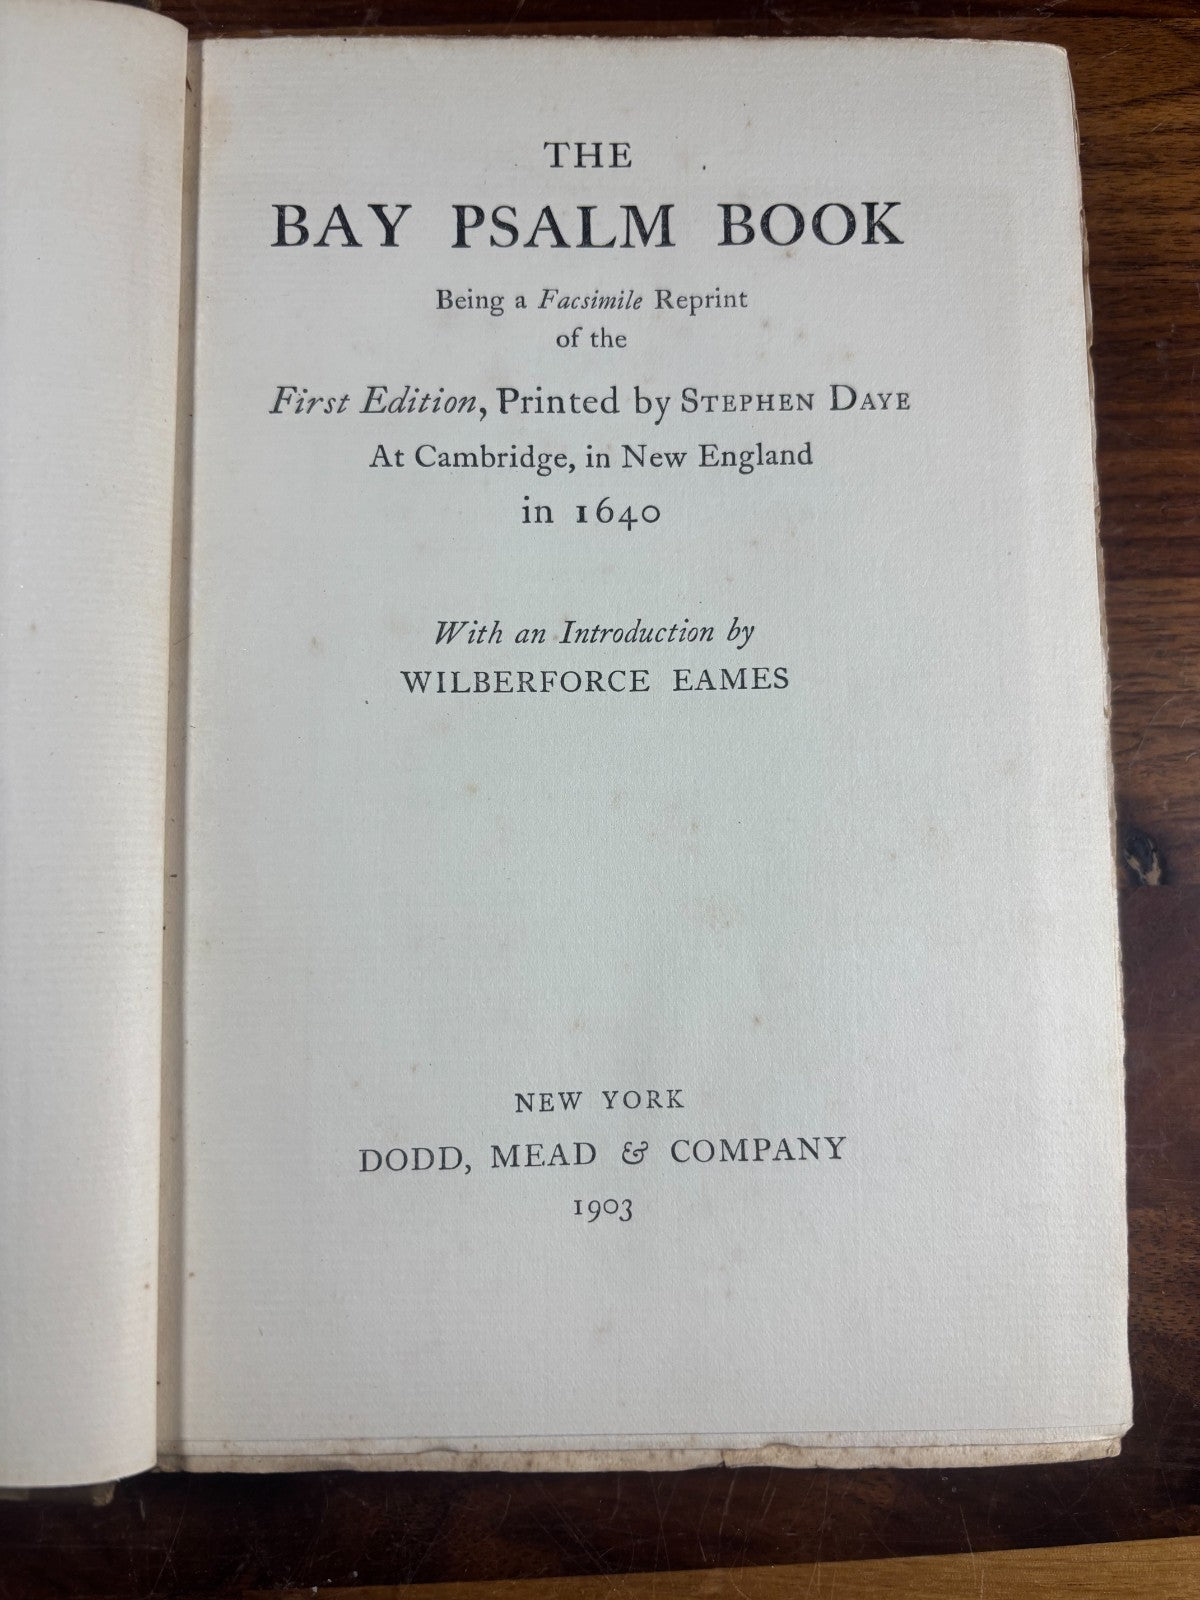 THE
BAY PSALM BOOK
Being a Facsimile Reprint
of the
First Edition, Printed by STEPHEN DAYE
At Cambridge, in New England
in 1640
With an Introduction by
WILBERFORCE EAMES
NEW YORK
DODD, MEAD & COMPANY
1903